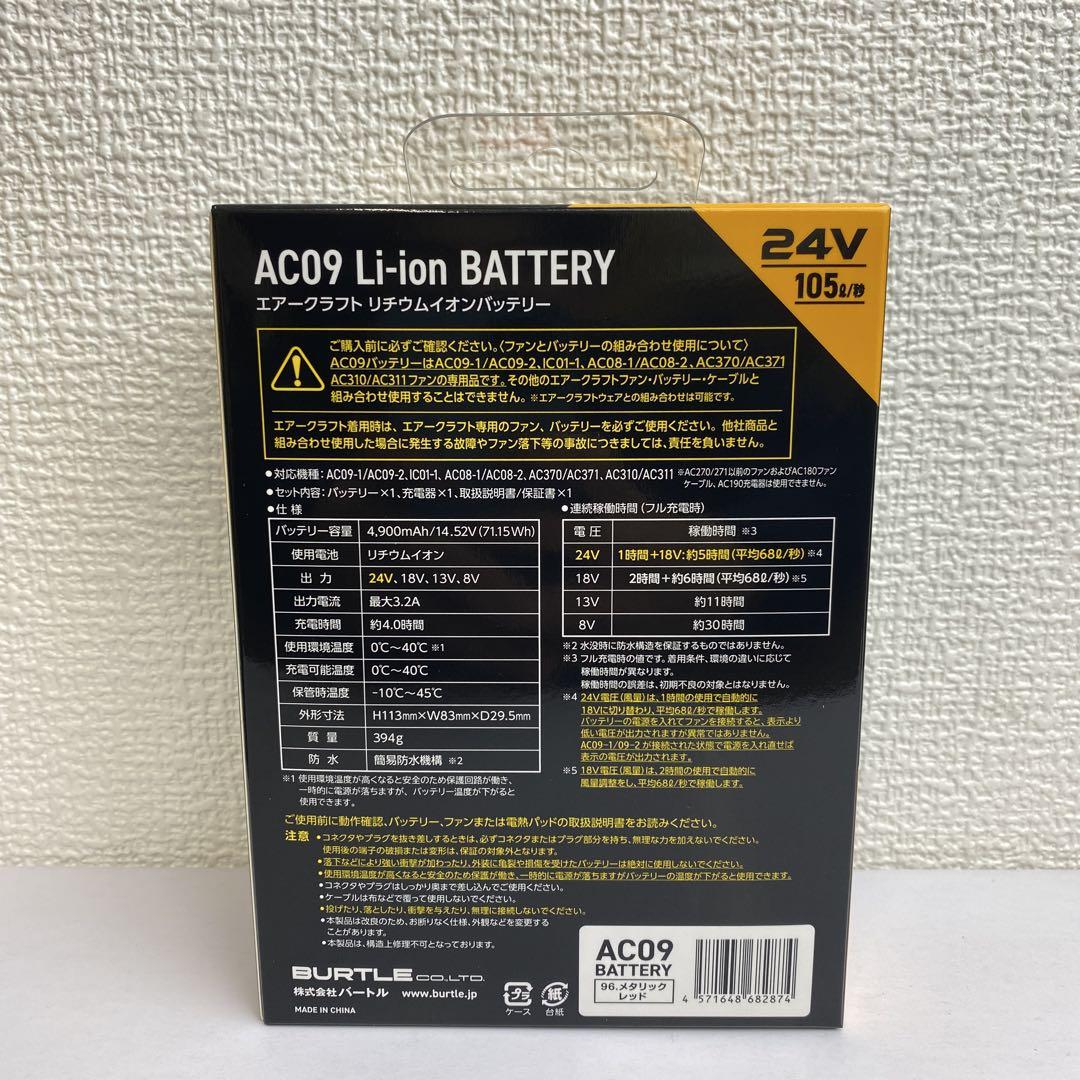 AC09 Li-ion BATTERY
エアークラフト リチウムイオンバッテリー
24V
105ℓ/秒
ご購入前に必ずご確認ください。〈ファンとバッテリーの組み合わせ使用について〉
AC09バッテリーはAC09-1/AC09-2、IC01-1、AC08-1/AC08-2、AC370/AC371
AC310/AC311ファンの専用品です。その他のエアークラフトファン・バッテリー・ケーブルと
組み合わせ使用することはできません。※エアークラフトウェアとの組み合わせは可能です。
エアークラフト着用時は、エアークラフト専用のファン、バッテリーを必ずご使用ください。他社商品と
組み合わせ使用した場合に発生する故障やファン落下等の事故につきましては、責任を負いません。
●対応機種：AC09-1/AC09-2、IC01-1、AC08-1/AC08-2、AC370/AC371、AC310/AC311 ※AC270/271以前のファンおよびAC180ファン
ケーブル、AC190充電器は使用できません。
●セット内容：バッテリー×1、充電器×1、取扱説明書/保証書×1
●仕 様
バッテリー容量 4,900mAh/14.52V(71.15Wh)
使用電池 リチウムイオン
出 力 24V、18V、13V、8V
出力電流 最大3.2A
充電時間 約4.0時間
使用環境温度 0℃〜40℃ ※1
充電可能温度 0℃〜40℃
保管時温度 -10℃〜45℃
外形寸法 H113mm×W83mm×D29.5mm
質 量 394g
防 水 簡易防水機構 ※2
※1 使用環境温度が高くなると安全のため保護回路が働き、
一時的に電源が落ちますが、バッテリー温度が下がると
使用できます。
●連続稼働時間（フル充電時）
電 圧 稼働時間 ※3
24V 1時間＋18V：約5時間（平均68ℓ/秒）※4
18V 2時間＋約6時間（平均68ℓ/秒）※5
13V 約11時間
8V 約30時間
※2 水没時に防水構造を保証するものではありません。
※3 フル充電時の値です。着用条件、環境の違いに応じて
稼働時間が異なります。
稼働時間の誤差は、初期不良の対象とはなりません。
※4 24V電圧（風量）は、1時間の使用で自動的に
18Vに切り替わり、平均68ℓ/秒で稼働します。
バッテリーの電源を入れてファンを接続すると、表示より
低い電圧が出力されますが異常ではありません。
AC09-1/09-2 が接続された状態で電源を入れ直せば
表示の電圧が出力されます。
※5 18V電圧（風量）は、2時間の使用で自動的に
風量調整をし、平均68ℓ/秒で稼働します。
ご使用前に動作確認、バッテリー、ファンまたは電熱パッドの取扱説明書をお読みください。
注意 ●コネクタやプラグを抜き差しするときは、必ずコネクタまたはプラグ部分を持ち、無理な力を加えないでください。
使用後の端子の破損または変形は、保証の対象外となります。
●落下などにより強い衝撃が加わったり、外装に亀裂や損傷を受けたバッテリーは絶対に使用しないでください。
●使用環境温度が高くなると安全のため保護が働き、一時的に電源が落ちますがバッテリーの温度が下がると使用できます。
●コネクタやプラグはしっかり奥まで差し込んでご使用ください。
●ケーブルは布などで覆って使用しないでください。
●投げたり、落としたり、衝撃を与えたり、無理に接続しないでください。
●本製品は改良のため、お断りなく仕様、外観などを変更する
ことがあります。
●本製品は、構造上修理不可となっております。
BURTLE CO.,LTD.
株式会社バートル www.burtle.jp
MADE IN CHINA
プラ
ケース
紙
台紙
AC09
BATTERY
96.メタリック
レッド
4 571648 682874